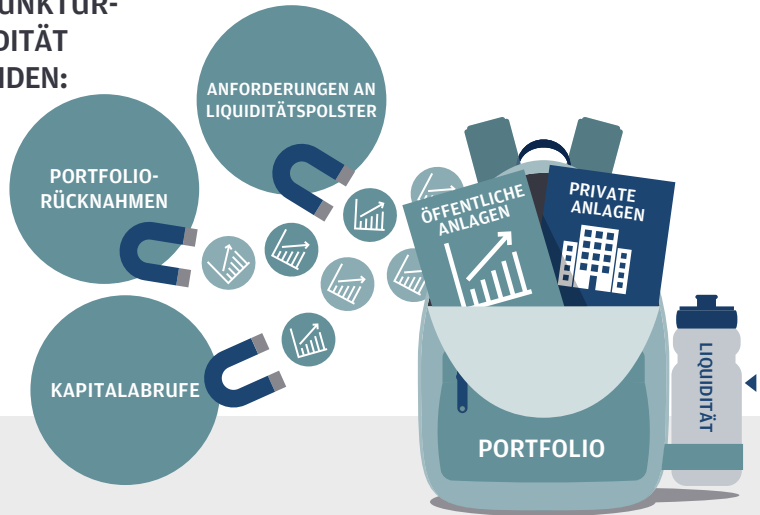 ANFORDERUNGEN AN
LIQUIDITÄTSPOLSTER
PORTFOLIO-
RÜCKNAHMEN
KAPITALABRUFE
ÖFFENTLICHE
ANLAGEN
PRIVATE
ANLAGEN
LIQUIDITÄT
PORTFOLIO